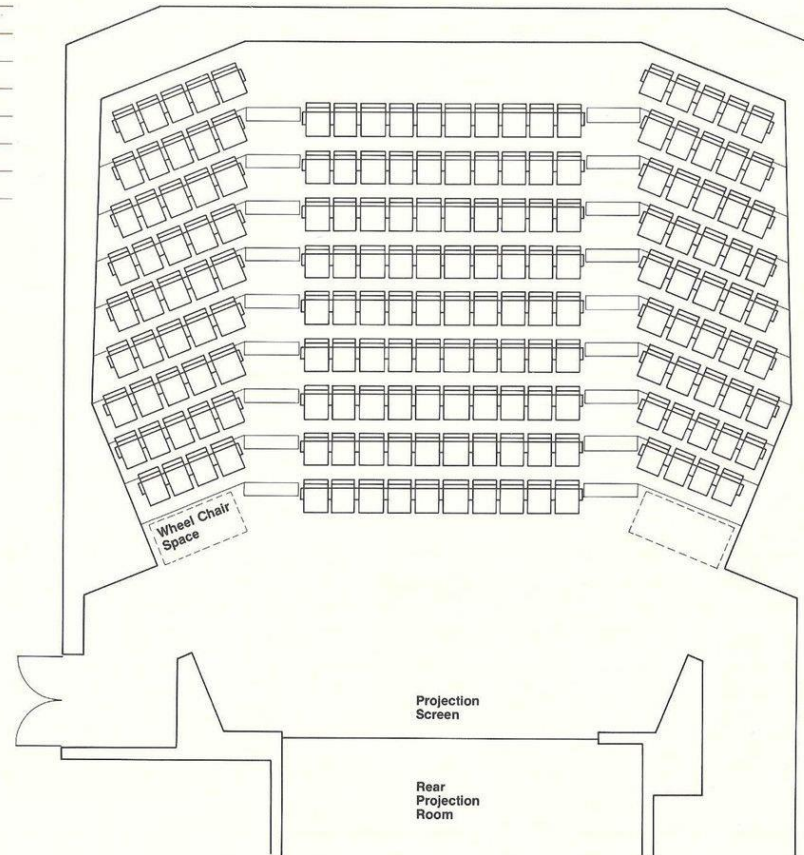 Wheel Chair
Space
Projection
Screen
Rear
Projection
Room